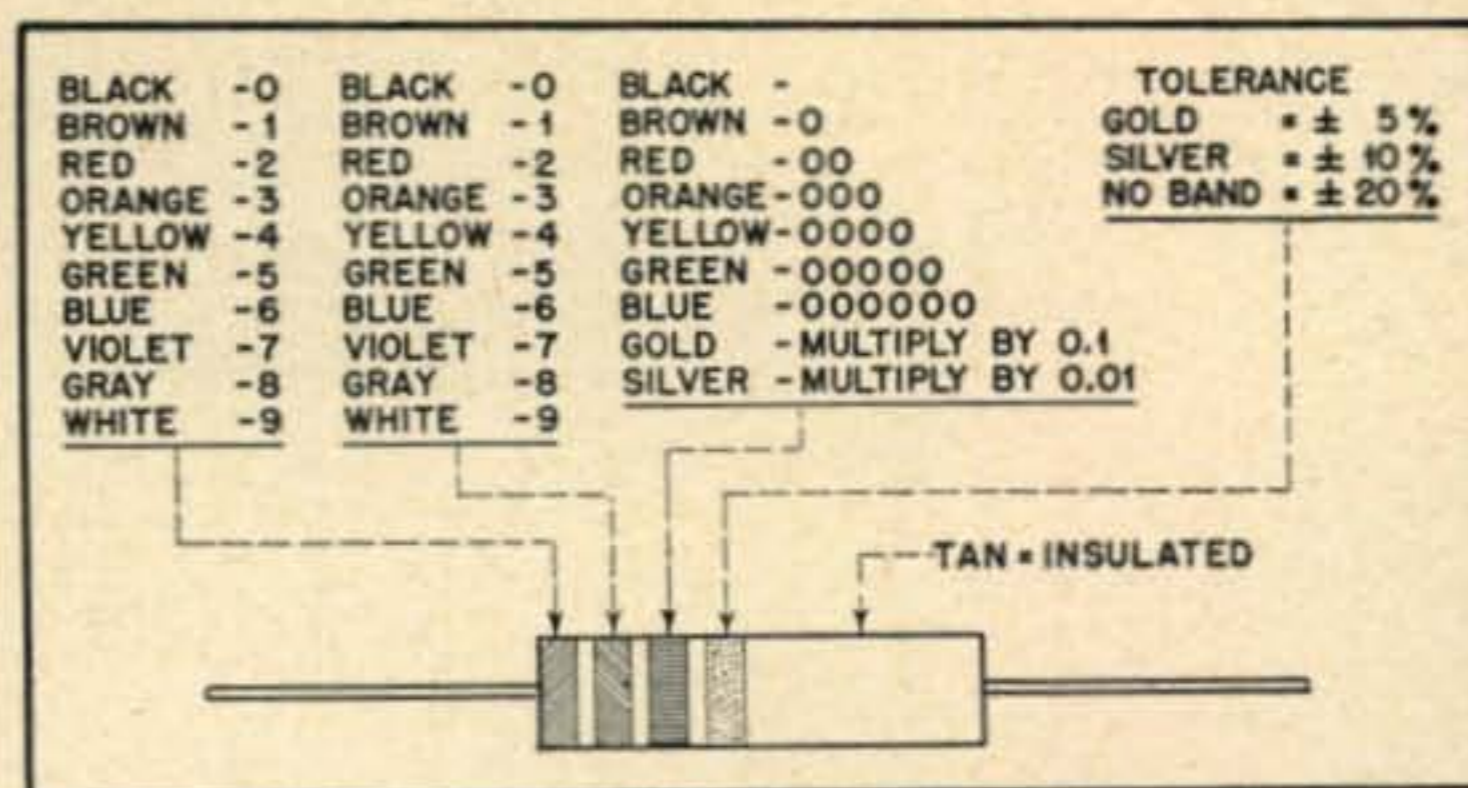 BLACK -0
BROWN -1
RED -2
ORANGE -3
YELLOW -4
GREEN -5
BLUE -6
VIOLET -7
GRAY -8
WHITE -9
BLACK -0
BROWN -1
RED -2
ORANGE -3
YELLOW -4
GREEN -5
BLUE -6
VIOLET -7
GRAY -8
WHITE -9
BLACK -
BROWN -0
RED -00
ORANGE-000
YELLOW-0000
GREEN -00000
BLUE -000000
GOLD -MULTIPLY BY 0.1
SILVER -MULTIPLY BY 0.01
TOLERANCE
GOLD = ± 5%
SILVER = ± 10%
NO BAND = ± 20%
TAN = INSULATED